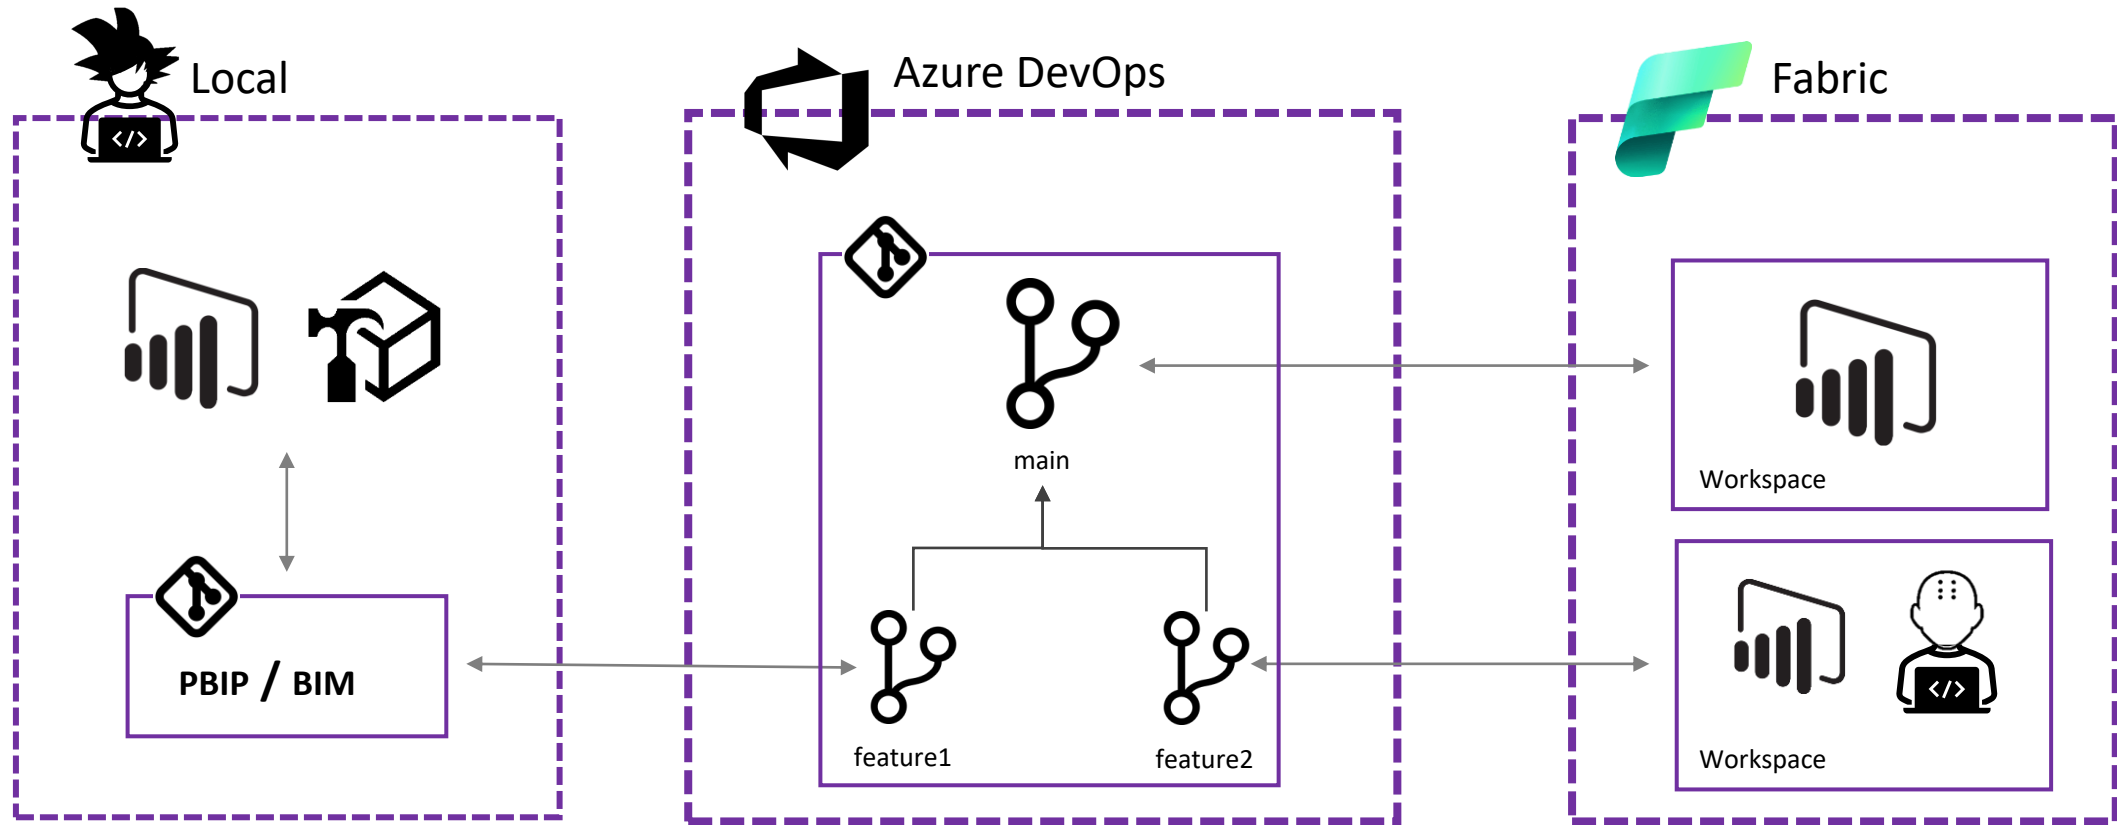 Local
Azure DevOps
Fabric
</>
main
Workspace
PBIP / BIM
feature1
feature2
</>
Workspace